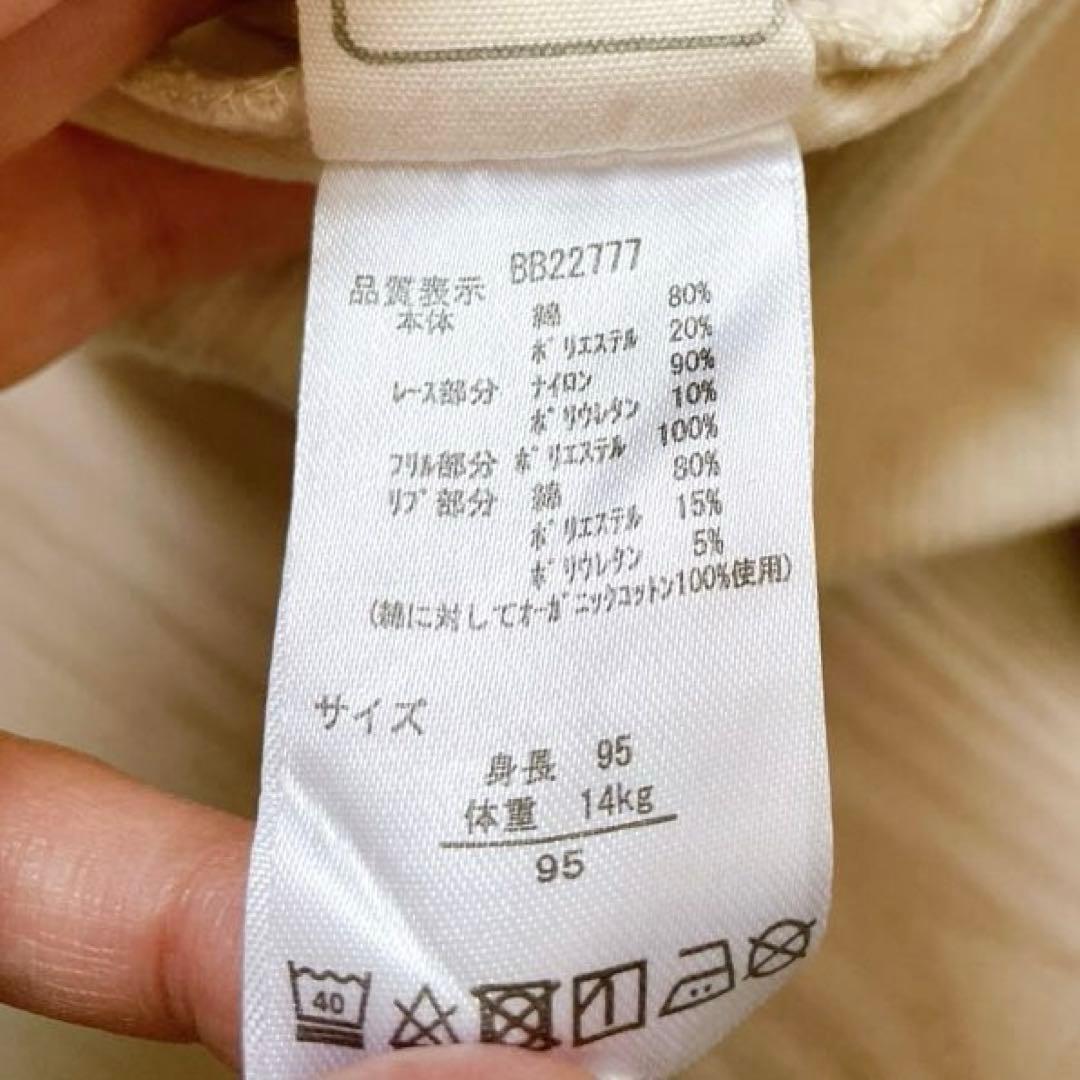 品質表示 BB22777
本体 綿 80%
ポリエステル 20%
レース部分 ナイロン 90%
ポリウレタン 10%
フリル部分 ポリエステル 100%
リブ部分 綿 80%
ポリエステル 15%
ポリウレタン 5%
(綿に対してオーガニックコットン100%使用)
サイズ
身長 95
体重 14kg
95
40